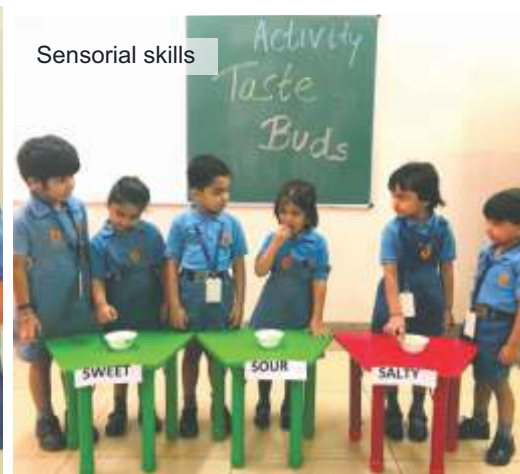 Sensorial skills
Activity
Taste
Buds
SWEET
SOUR
SALTY